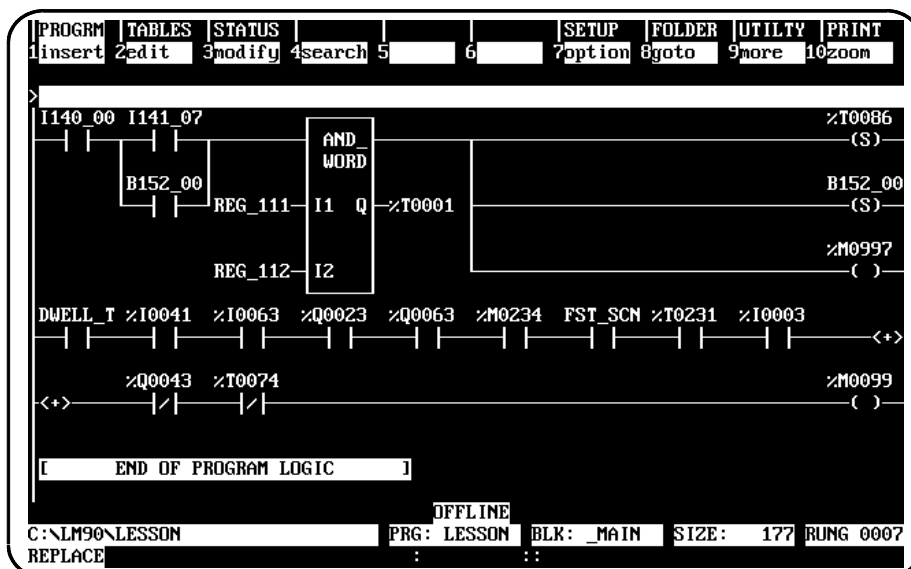 PROGRM TABLES STATUS SETUP FOLDER UTILTY PRINT
1insert 2edit 3modify 4search 5 6 7option 8goto 9more 10zoom
>
I140_00 I141_07 %T0086
AND_ (S)
WORD
B152_00 B152_00
REG_111 I1 Q %T0001 (S)
%M0997
REG_112 I2 ( )
DWELL_T %I0041 %I0063 %Q0023 %Q0063 %M0234 FST_SCN %T0231 %I0003
<+>
%Q0043 %T0074 %M0099
<+> / / ( )
[ END OF PROGRAM LOGIC ]
OFFLINE
C:\LM90\LESSON PRG: LESSON BLK: _MAIN SIZE: 177 RUNG 0007
REPLACE : ::